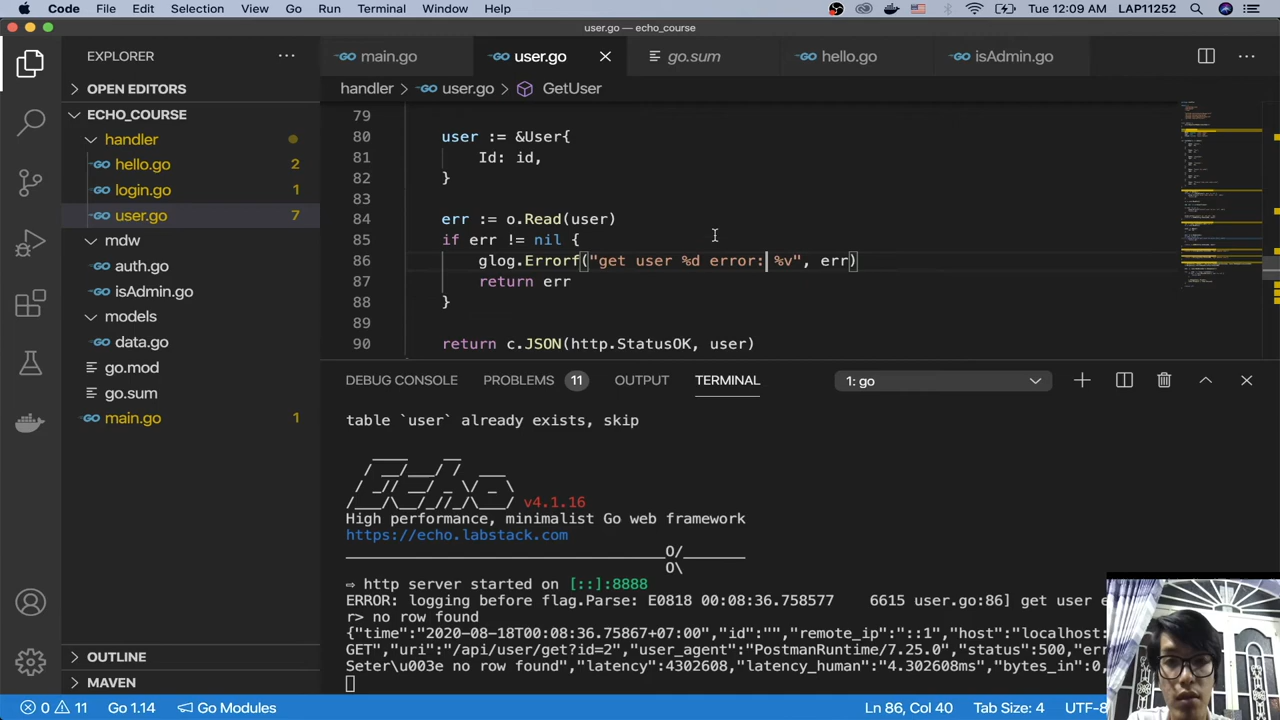 Code File Edit Selection View Go Run Terminal Window Help Tue 12:09 AM LAP11252
user.go — echo_course
EXPLORER
main.go user.go go.sum hello.go isAdmin.go
OPEN EDITORS
handler > user.go > GetUser
ECHO_COURSE
handler
hello.go 2
login.go 1
user.go 7
mdw
auth.go
isAdmin.go
models
data.go
go.mod
go.sum
main.go 1
OUTLINE
MAVEN
79
80 user := &User{
81 Id: id,
82 }
83
84 err := o.Read(user)
85 if err != nil {
86 glog.Errorf("get user %d error: %v", err)
87 return err
88 }
89
90 return c.JSON(http.StatusOK, user)
DEBUG CONSOLE PROBLEMS 11 OUTPUT TERMINAL 1: go
table `user` already exists, skip
Echo v4.1.16
High performance, minimalist Go web framework
https://echo.labstack.com
____________________________________O/_______
O\
⇨ http server started on [::]:8888
ERROR: logging before flag.Parse: E0818 00:08:36.758577 6615 user.go:86] get user e
r> no row found
{"time":"2020-08-18T00:08:36.75867+07:00","id":"","remote_ip":"::1","host":"localhost:
GET","uri":"/api/user/get?id=2","user_agent":"PostmanRuntime/7.25.0","status":500,"err
Seter\u003e no row found","latency":4302608,"latency_human":"4.302608ms","bytes_in":0,
0 11 Go 1.14 Go Modules Ln 86, Col 40 Tab Size: 4 UTF-8